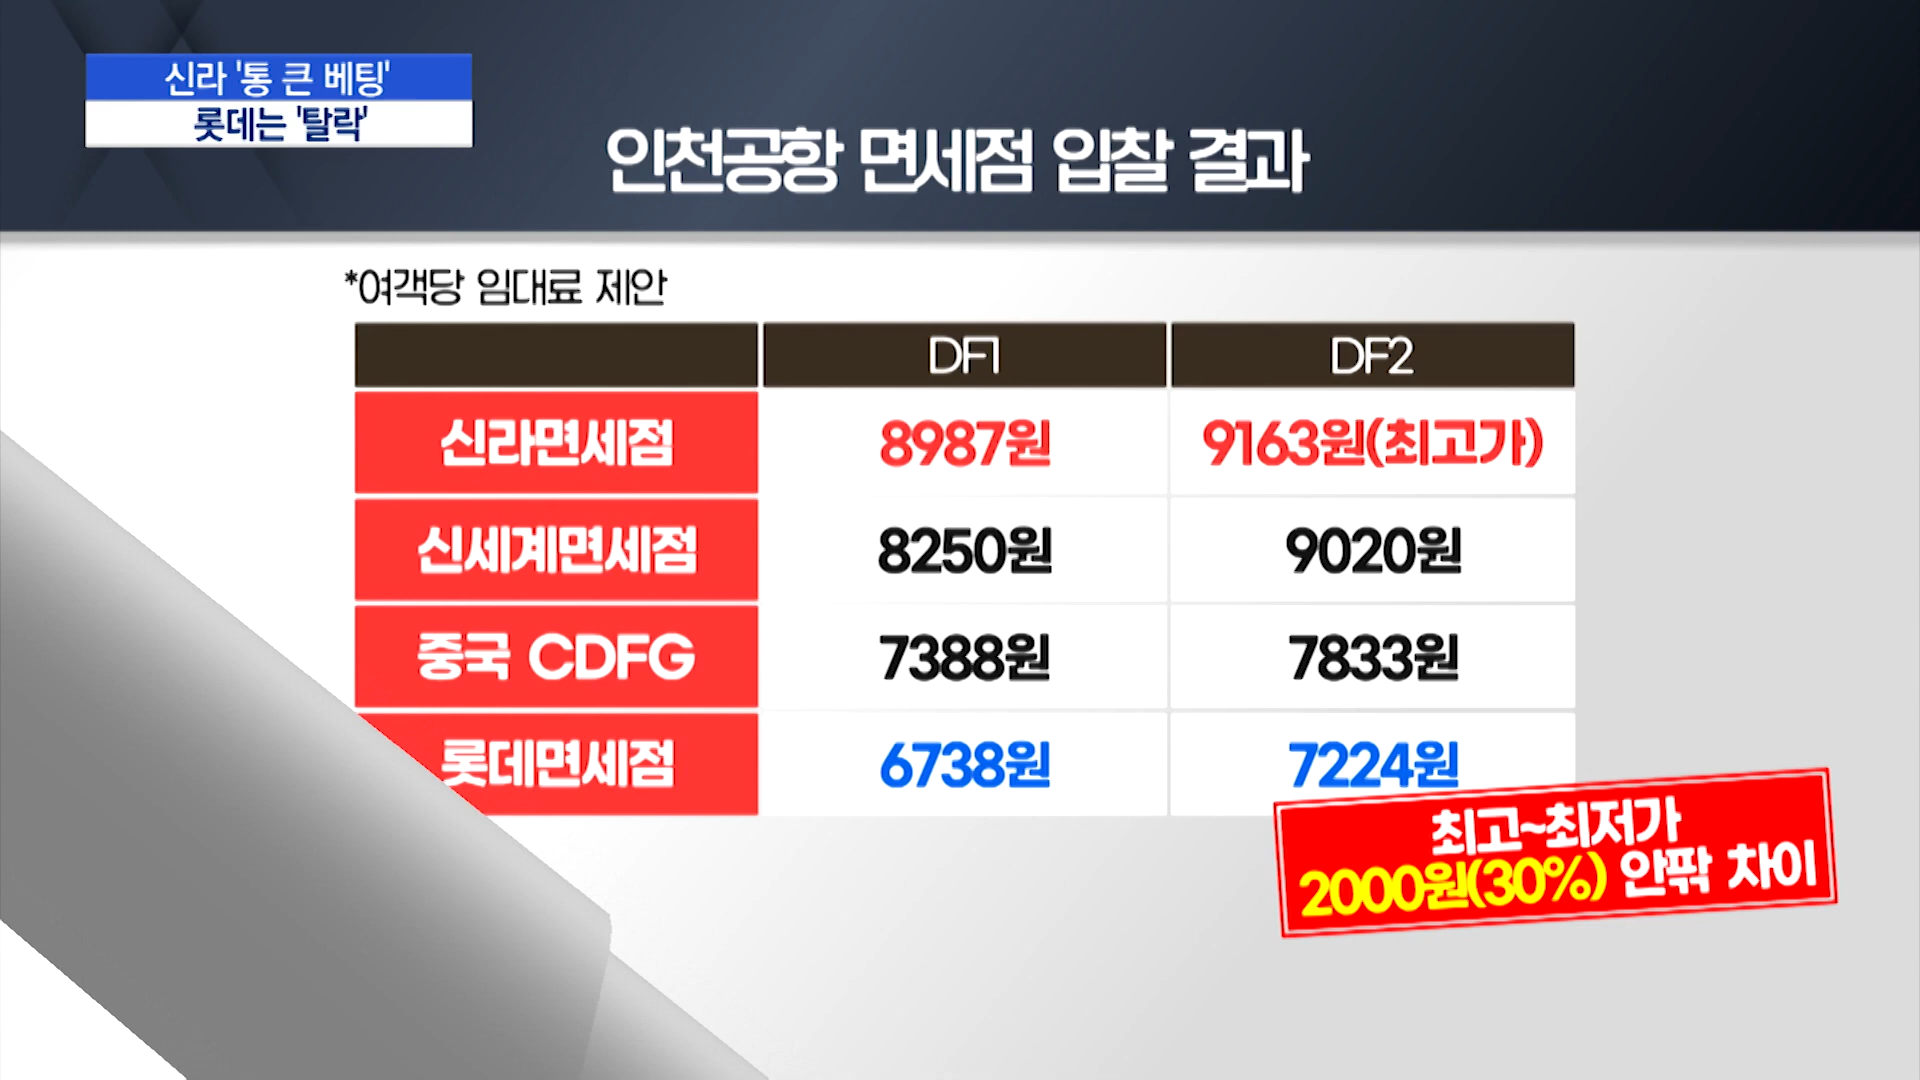 신라 '통 큰 베팅'
롯데는 '탈락'
인천공항 면세점 입찰 결과
*여객당 임대료 제안
DF1 DF2
신라면세점 8987원 9163원(최고가)
신세계면세점 8250원 9020원
중국 CDFG 7388원 7833원
롯데면세점 6738원 7224원
최고~최저가
2000원(30%) 안팎 차이